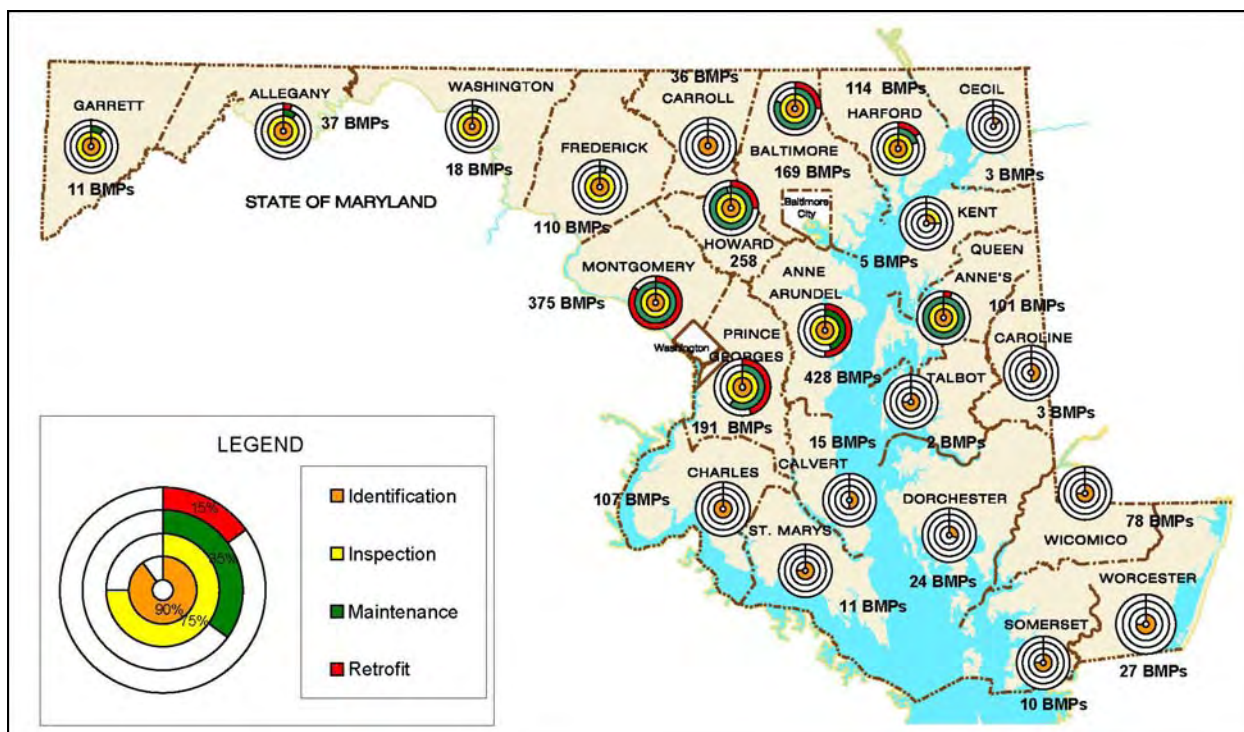 GARRETT
11 BMPs
ALLEGANY
37 BMPs
WASHINGTON
18 BMPs
STATE OF MARYLAND
FREDERICK
110 BMPs
36 BMPs
CARROLL
BALTIMORE
169 BMPs
Baltimore
City
114 BMPs
HARFORD
CECIL
3 BMPs
KENT
5 BMPs
HOWARD
258
MONTGOMERY
375 BMPs
Washington
ANNE
ARUNDEL
428 BMPs
QUEEN
ANNE'S
101 BMPs
CAROLINE
3 BMPs
PRINCE
GEORGES
191 BMPs
TALBOT
2 BMPs
15 BMPs
CALVERT
CHARLES
107 BMPs
ST. MARYS
11 BMPs
DORCHESTER
24 BMPs
78 BMPs
WICOMICO
WORCESTER
27 BMPs
SOMERSET
10 BMPs
LEGEND
15%
35%
75%
90%
Identification
Inspection
Maintenance
Retrofit